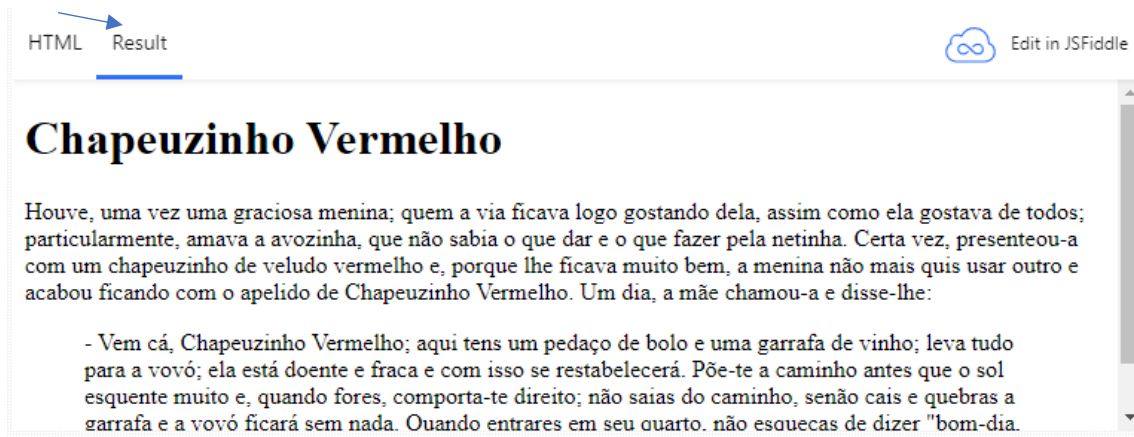 HTML Result Edit in JSFiddle
Chapeuzinho Vermelho
Houve, uma vez uma graciosa menina; quem a via ficava logo gostando dela, assim como ela gostava de todos;
particularmente, amava a avozinha, que não sabia o que dar e o que fazer pela netinha. Certa vez, presenteou-a
com um chapeuzinho de veludo vermelho e, porque lhe ficava muito bem, a menina não mais quis usar outro e
acabou ficando com o apelido de Chapeuzinho Vermelho. Um dia, a mãe chamou-a e disse-lhe:
- Vem cá, Chapeuzinho Vermelho; aqui tens um pedaço de bolo e uma garrafa de vinho; leva tudo
para a vovó; ela está doente e fraca e com isso se restabelecerá. Põe-te a caminho antes que o sol
esquente muito e, quando fores, comporta-te direito; não saias do caminho, senão cais e quebras a
garrafa e a vovó ficará sem nada. Quando entrares em seu quarto, não esqueças de dizer "bom-dia,